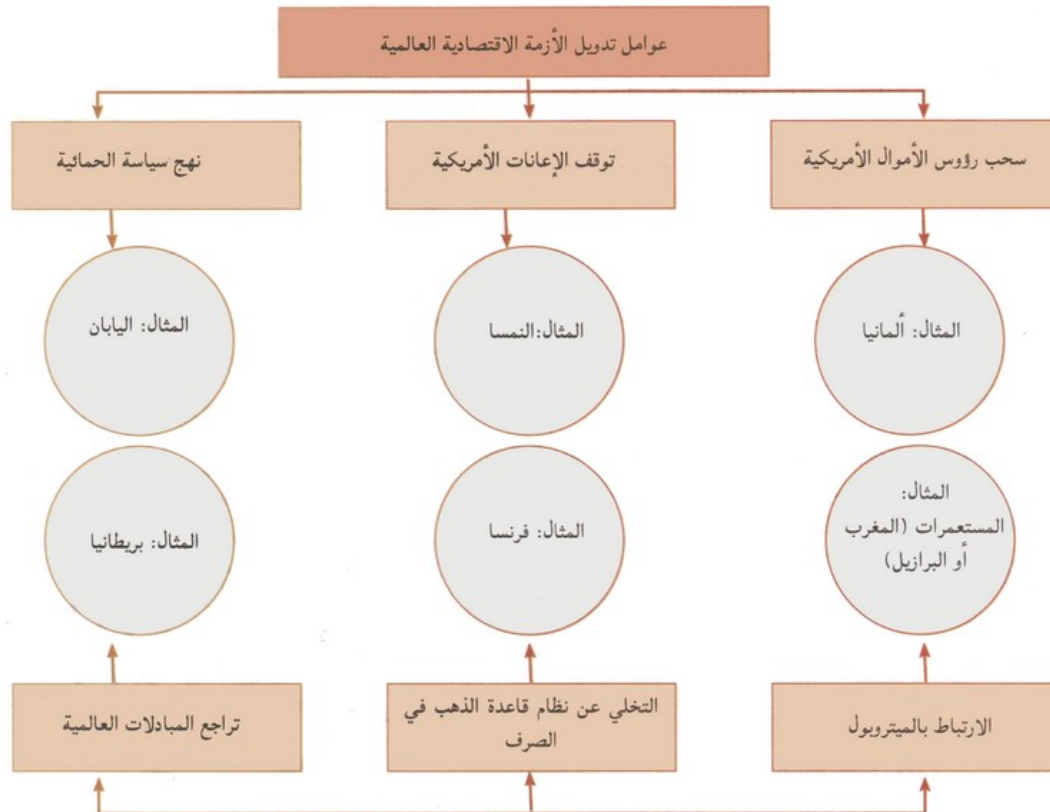 عوامل تدويل الأزمة الاقتصادية العالمية
سحب رؤوس الأموال الأمريكية
توقف الإعانات الأمريكية
نهج سياسة الحمائية
المثال: ألمانيا
المثال:النمسا
المثال: اليابان
المثال:
المستعمرات (المغرب
أو البرازيل)
المثال: فرنسا
المثال: بريطانيا
الارتباط بالميتروبول
التخلي عن نظام قاعدة الذهب في
الصرف
تراجع المبادلات العالمية